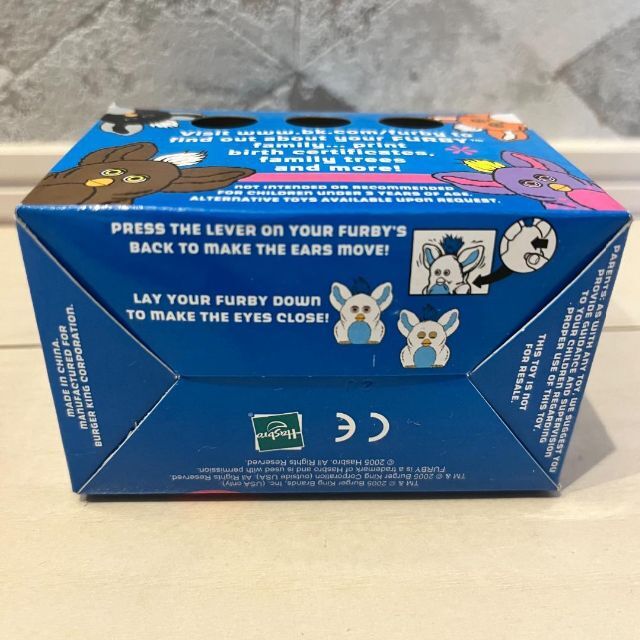 Visit www.bk.com/furby to
find out about your FURBY™
family... print
birth certificates,
family trees
and more!
NOT INTENDED OR RECOMMENDED
FOR CHILDREN UNDER 3 YEARS OF AGE.
ALTERNATIVE TOYS AVAILABLE UPON REQUEST.
PRESS THE LEVER ON YOUR FURBY'S
BACK TO MAKE THE EARS MOVE!
LAY YOUR FURBY DOWN
TO MAKE THE EYES CLOSE!
MADE IN CHINA.
MANUFACTURED FOR
BURGER KING CORPORATION.
PARENTS: AS WITH ANY TOY, WE SUGGEST YOU
PROVIDE GUIDANCE AND SUPERVISION
TO YOUR CHILDREN REGARDING
PROPER USE OF THIS TOY.
THIS TOY IS NOT
FOR RESALE.
Hasbro
CE
TM & © 2005 Burger King Brands, Inc. (USA only)
TM & © 2005 Burger King Corporation (outside USA). All Rights Reserved.
FURBY is a trademark of Hasbro and is used with permission.
© 2005 Hasbro. All Rights Reserved.